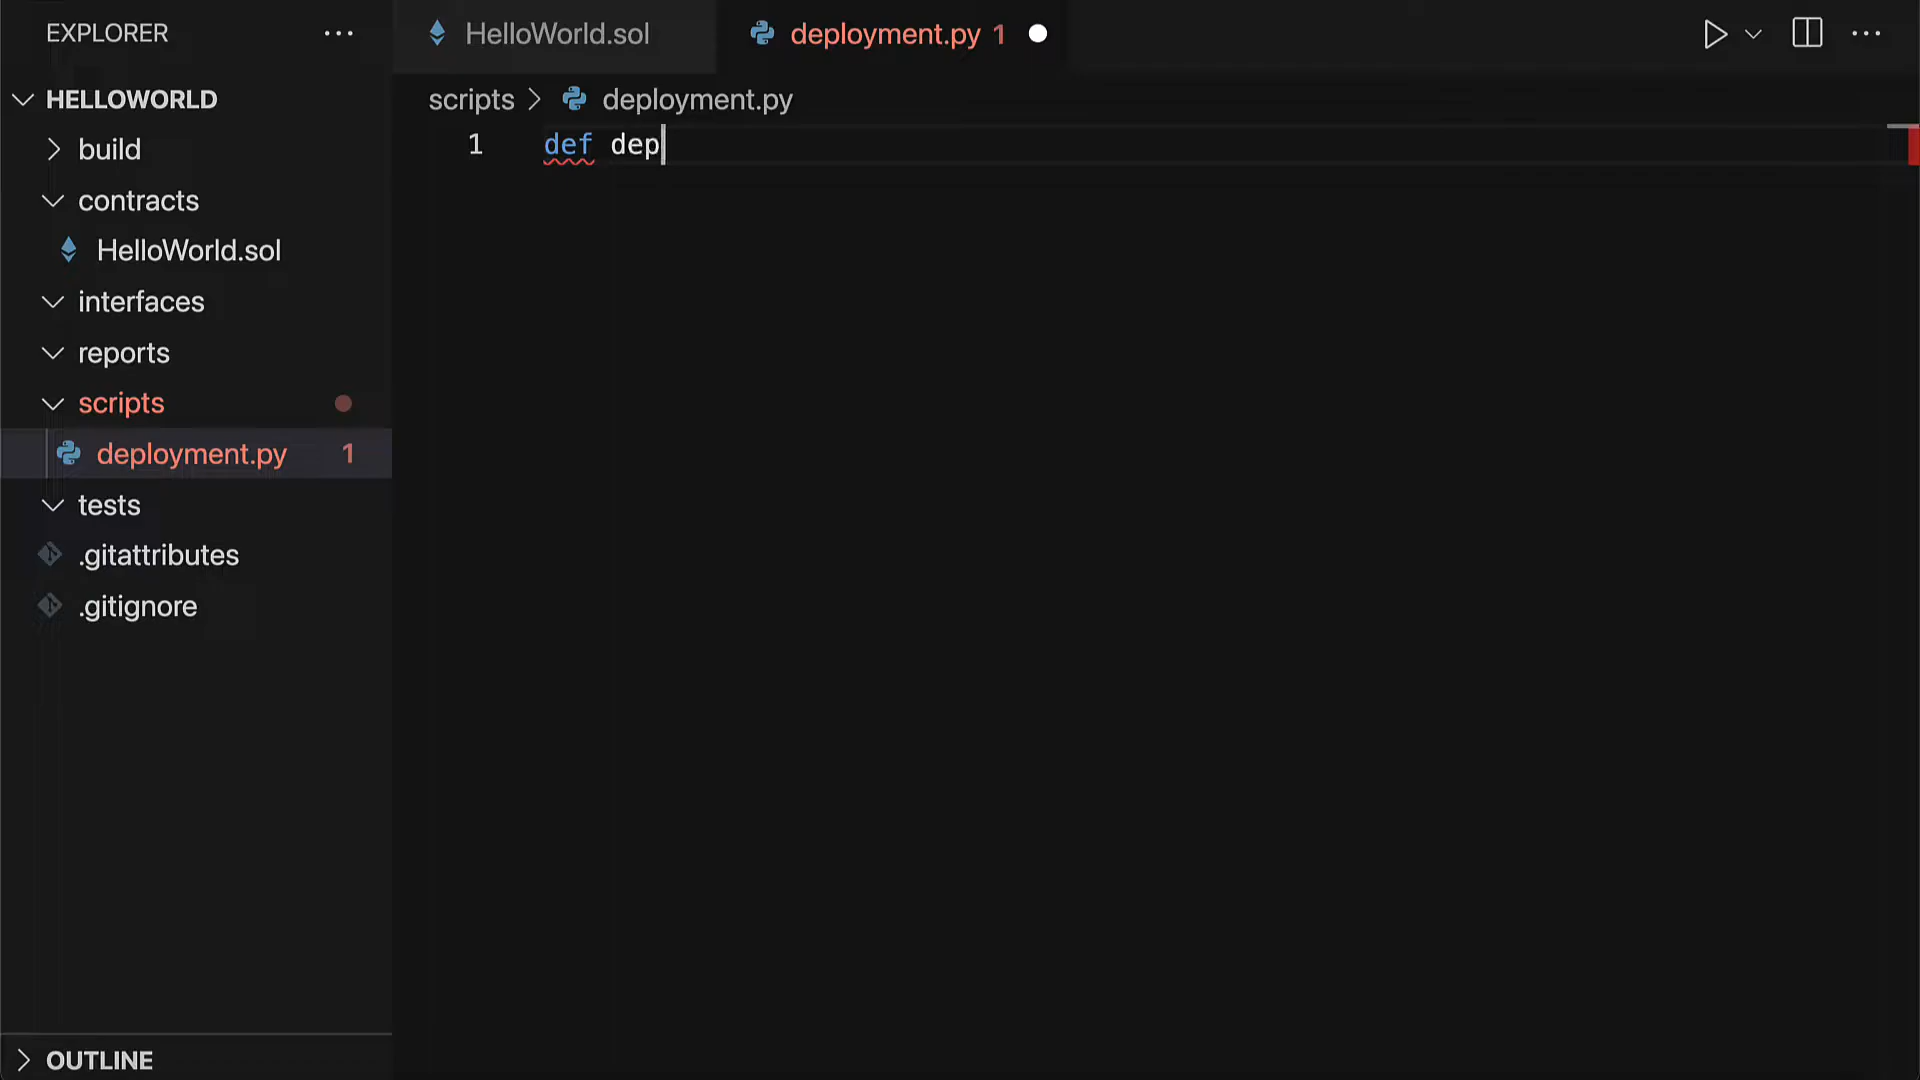 EXPLORER
HELLOWORLD
build
contracts
HelloWorld.sol
interfaces
reports
scripts
deployment.py 1
tests
.gitattributes
.gitignore
OUTLINE
HelloWorld.sol
deployment.py 1
scripts > deployment.py
1 def dep